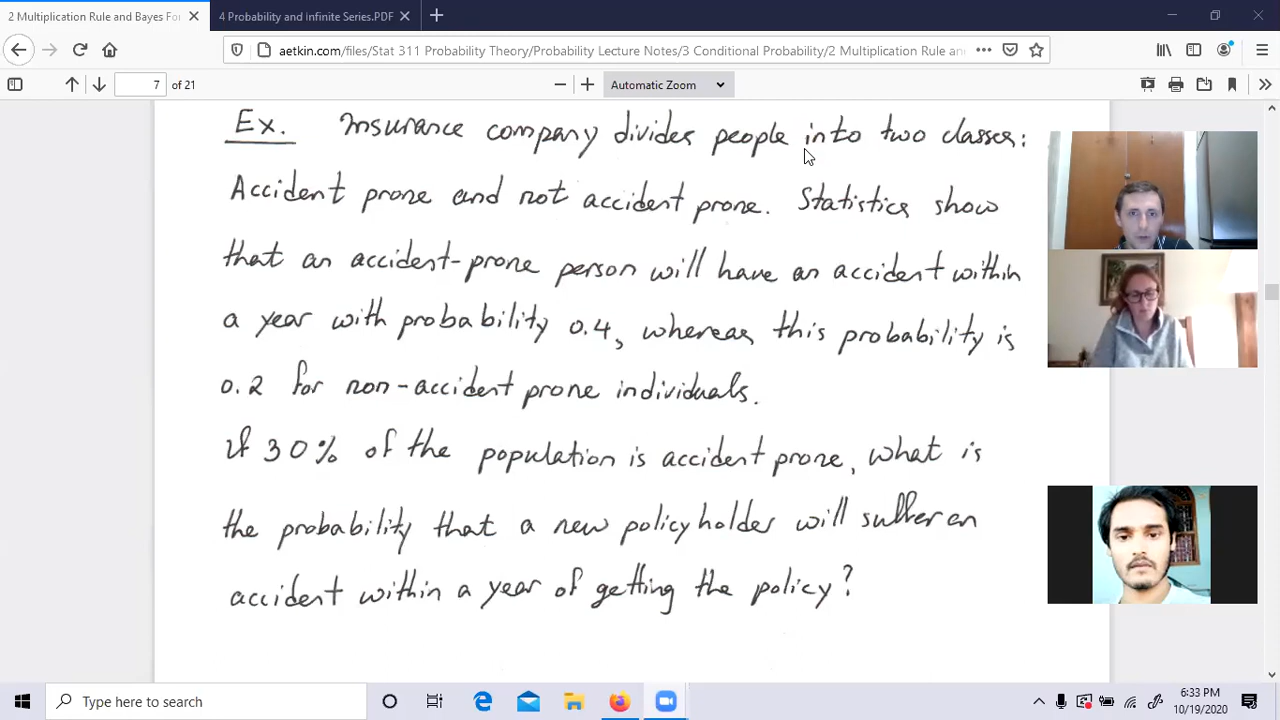 2 Multiplication Rule and Bayes For
4 Probability and Infinite Series.PDF
aetkin.com/files/Stat 311 Probability Theory/Probability Lecture Notes/3 Conditional Probability/2 Multiplication Rule and
7 of 21
Automatic Zoom
Ex. Insurance company divides people into two classes:
Accident prone and not accident prone. Statistics show
that an accident-prone person will have an accident within
a year with probability 0.4, whereas this probability is
0.2 for non-accident prone individuals.
If 30% of the population is accident prone, what is
the probability that a new policyholder will suffer an
accident within a year of getting the policy?
Type here to search
6:33 PM
10/19/2020